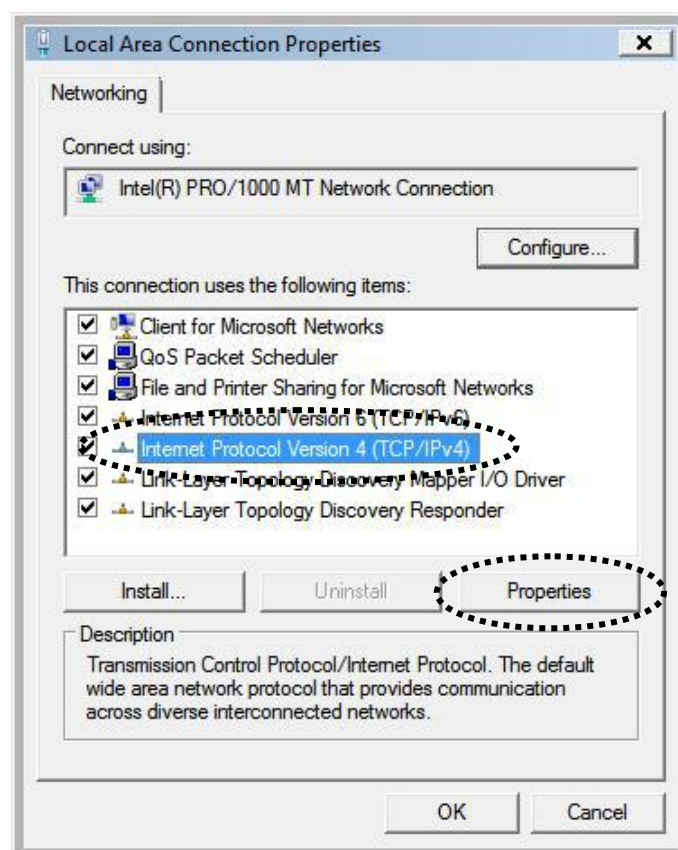 Local Area Connection Properties
Networking
Connect using:
Intel(R) PRO/1000 MT Network Connection
Configure...
This connection uses the following items:
Client for Microsoft Networks
QoS Packet Scheduler
File and Printer Sharing for Microsoft Networks
Internet Protocol Version 6 (TCP/IPv6)
Internet Protocol Version 4 (TCP/IPv4)
Link-Layer Topology Discovery Mapper I/O Driver
Link-Layer Topology Discovery Responder
Install... Uninstall Properties
Description
Transmission Control Protocol/Internet Protocol. The default
wide area network protocol that provides communication
across diverse interconnected networks.
OK Cancel